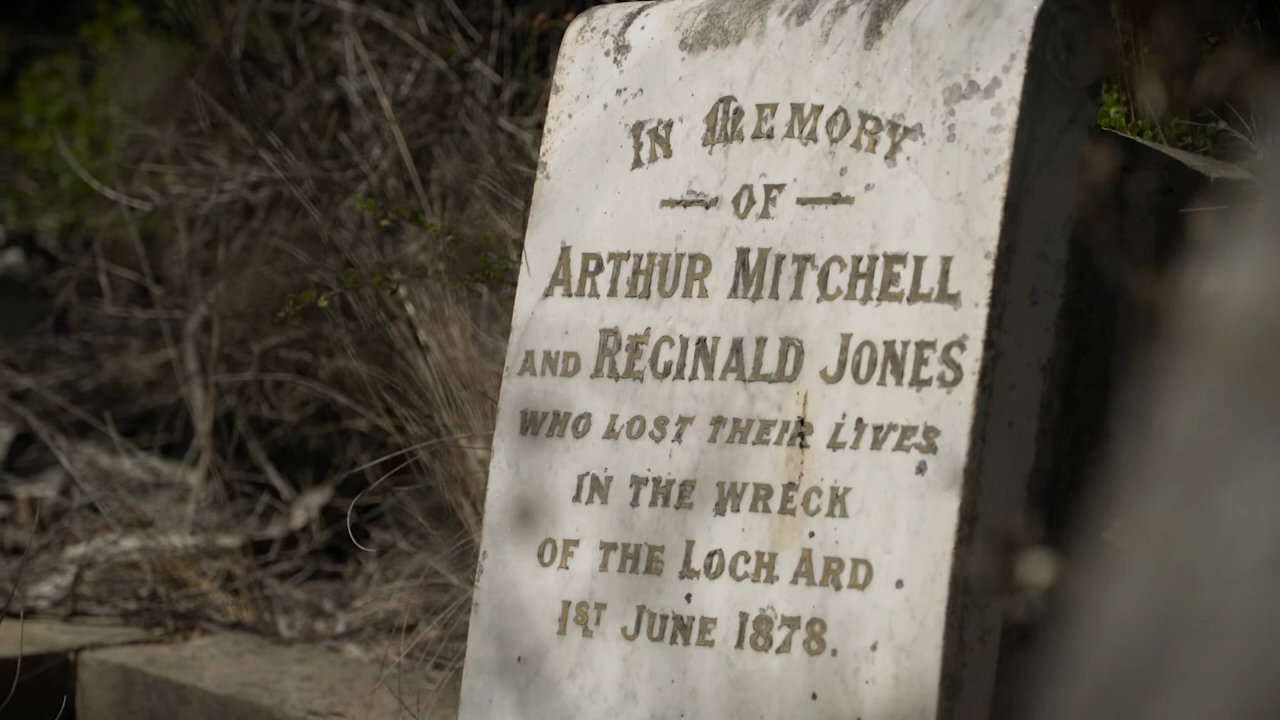 IN MEMORY
— OF —
ARTHUR MITCHELL
AND REGINALD JONES
WHO LOST THEIR LIVES
IN THE WRECK
OF THE LOCH ARD.
1ST JUNE 1878.